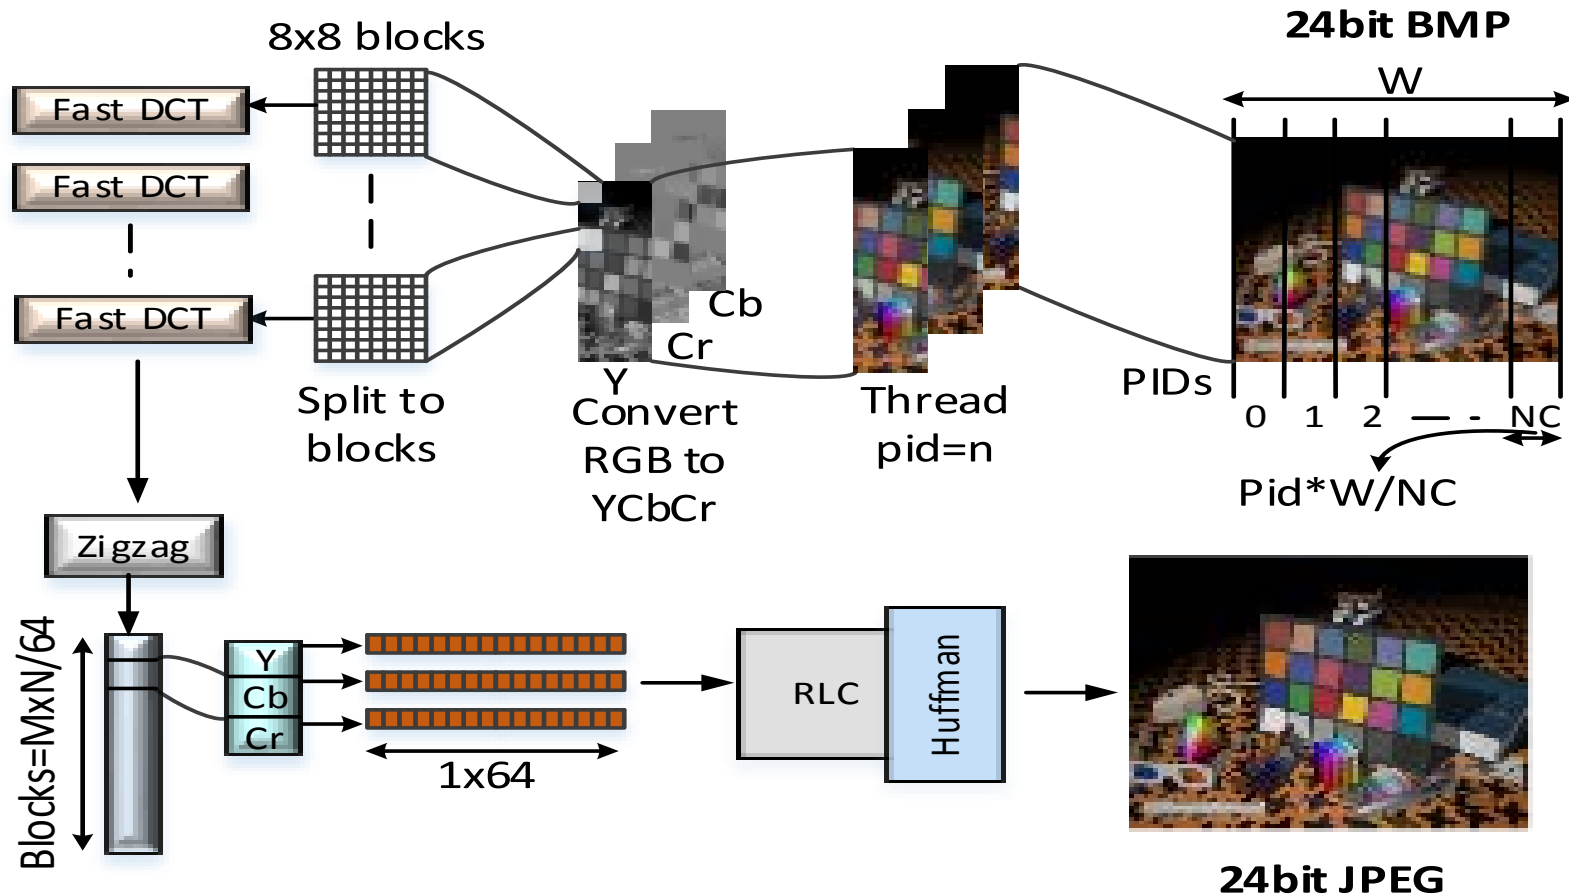 24bit BMP
W
8x8 blocks
Fast DCT
Fast DCT
Fast DCT
Cb
Cr
Y
Split to
blocks
Convert
RGB to
YCbCr
Thread
pid=n
PIDs
0 1 2 NC
Pid*W/NC
Zigzag
Blocks=MxN/64
Y
Cb
Cr
1x64
RLC
Huffman
24bit JPEG